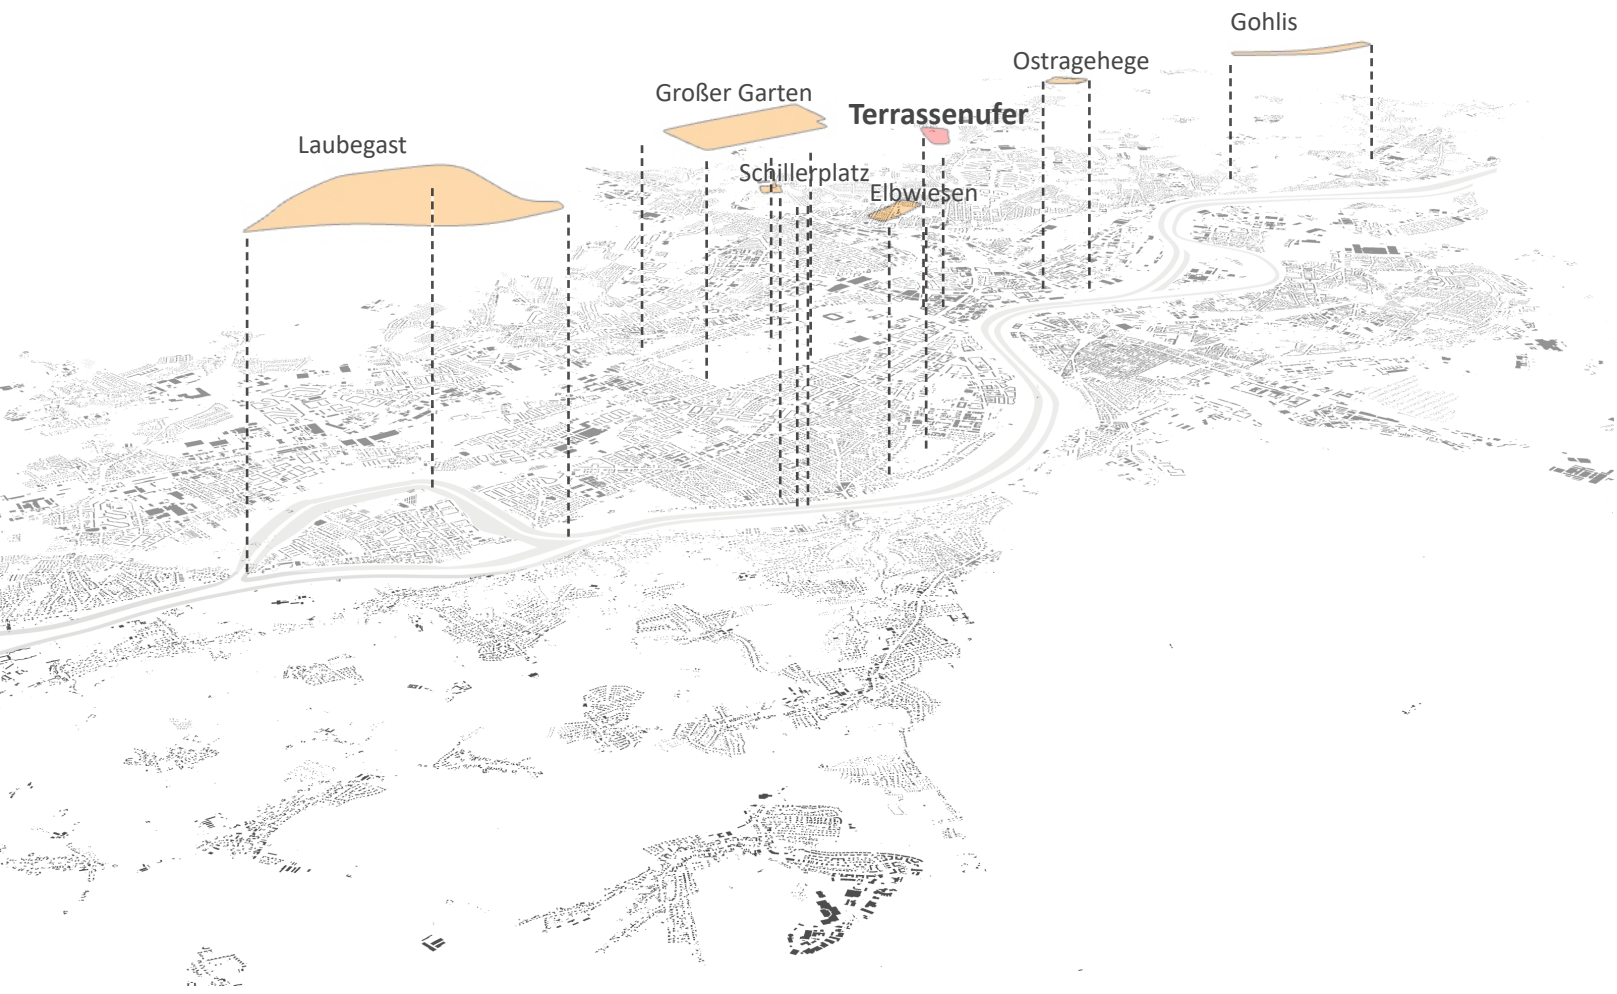 Gohlis
Ostragehege
Großer Garten
Terrassenufer
Laubegast
Schillerplatz
Elbwiesen